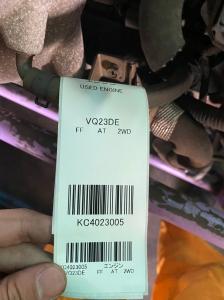 USED ENGINE
VQ23DE
FF AT 2WD
KC4023005
KC4023005 エンジン
VQ23DE FF AT 2WD